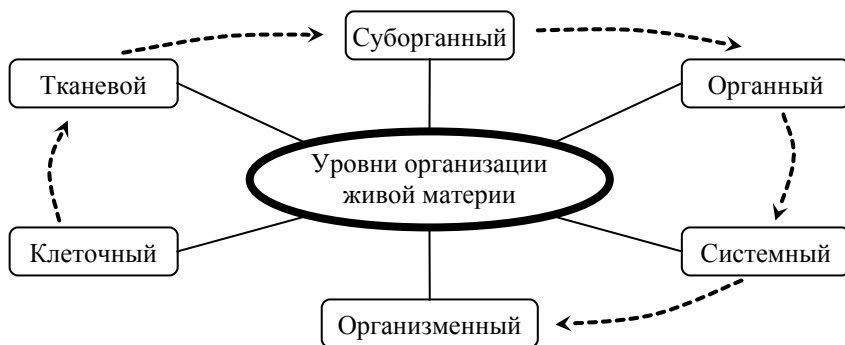 Суборганный
Тканевой
Органный
Уровни организации
живой материи
Клеточный
Системный
Организменный